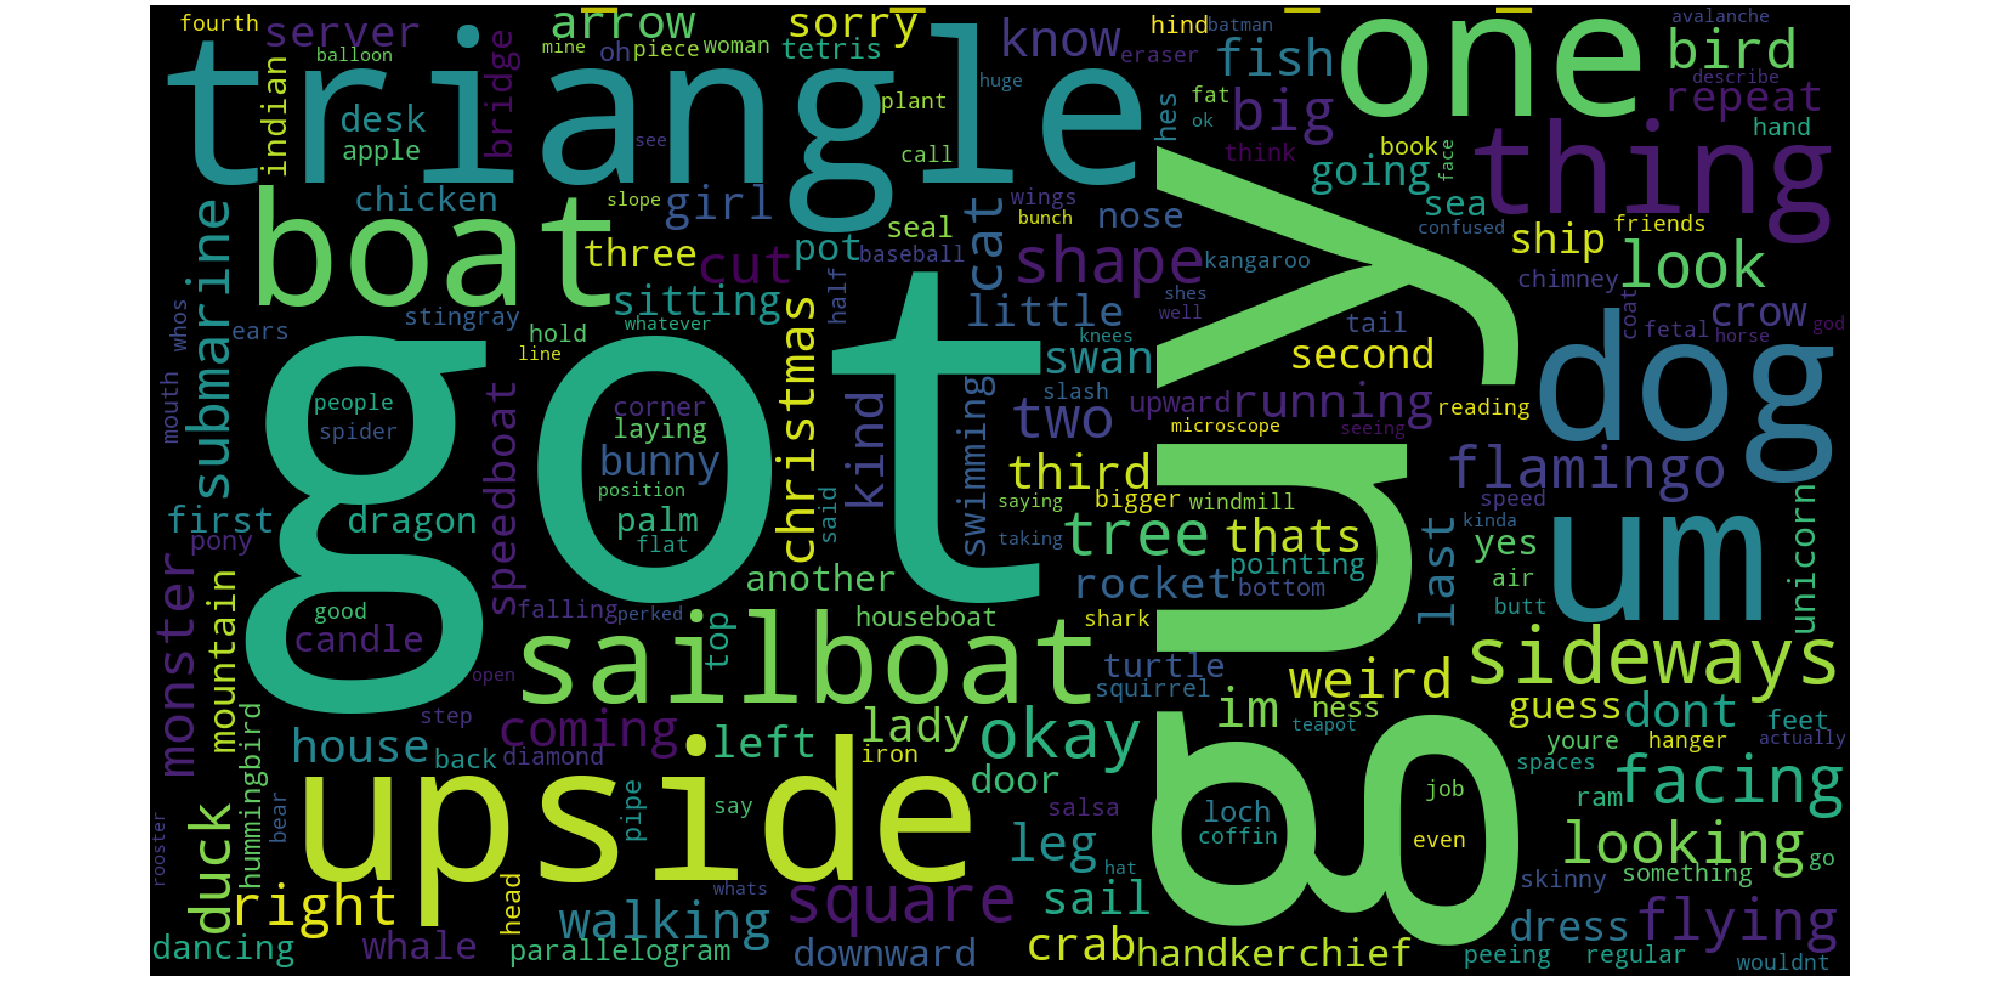 fourth
server
arrow
sorry
know
hind
batman
avalanche
balloon
mine
oh
piece
woman
tetris
eraser
fish
one
bird
describe
triangle
indian
desk
bridge
apple
see
huge
plant
call
hes
fat
ok
big
think
book
face
repeat
hand
thing
going
chicken
slope
girl
wings
bunch
nose
sea
confused
ship
friends
boat
submarine
three
cut
pot
seal
baseball
cat
shape
kangaroo
look
chimney
whos
ears
stingray
sitting
whatever
hold
line
half
christmas
little
shes
well
knees
swan
tail
second
coat
crow
fetal
horse
god
got
guy
dog
mouth
people
spider
speedboat
corner
laying
bunny
position
palm
flat
said
kind
swimming
slash
two
upward
running
reading
microscope
seeing
third
saying
bigger
windmill
taking
tree
thats
flamingo
speed
kinda
unicorn
first
pony
dragon
another
rocket
pointing
bottom
last
yes
air
butt
um
monster
mountain
good
candle
falling
perked
top
houseboat
shark
open
sailboat
turtle
squirrel
im
weird
ness
teapot
sideways
guess
dont
feet
hummingbird
step
coming
left
lady
okay
youre
hanger
actually
house
back
diamond
iron
door
spaces
facing
upside
duck
bear
pipe
say
salsa
loch
coffin
job
even
ram
rooster
leg
hat
looking
go
right
head
whats
square
sail
skinny
something
walking
dress
flying
dancing
whale
parallelogram
downward
crab
handkerchief
peeing
regular
wouldnt